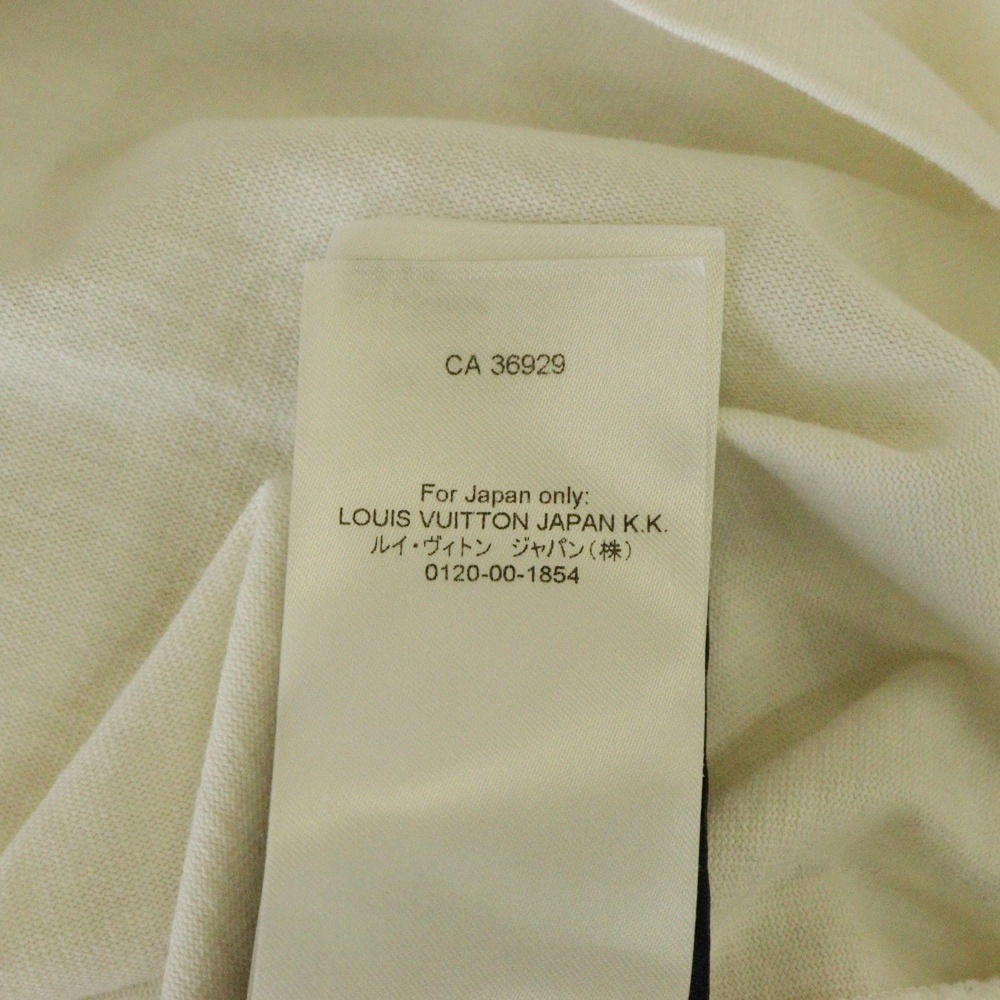 CA 36929
For Japan only:
LOUIS VUITTON JAPAN K.K.
ルイ・ヴィトン　ジャパン(株)
0120-00-1854